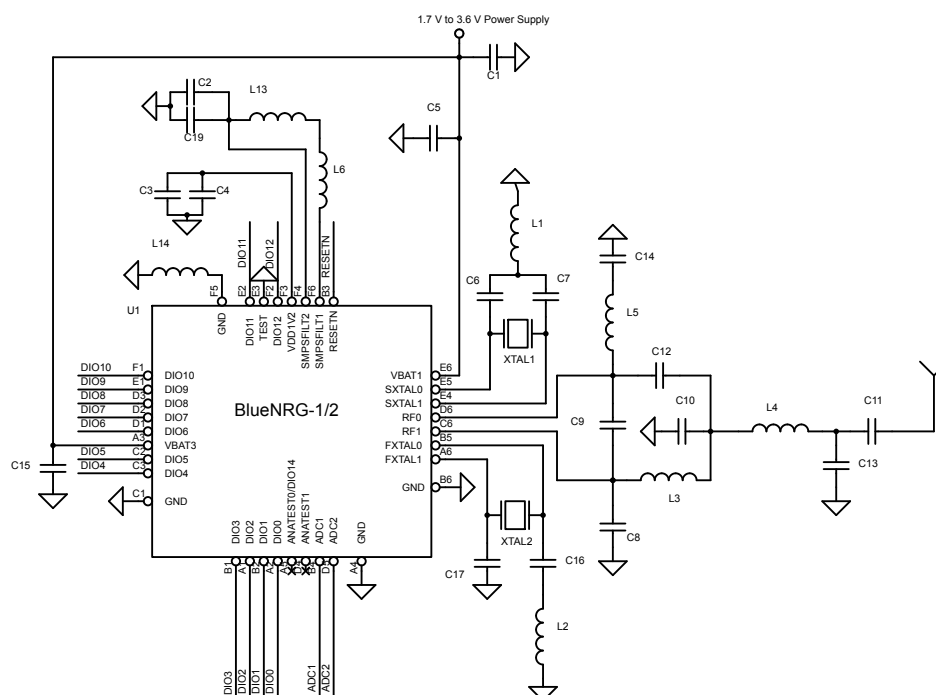 1.7 V to 3.6 V Power Supply
C1
C2
L13
C19
C5
L6
C3
C4
L14
L1
C6
C7
XTAL1
C14
L5
C12
C9
C10
L4
C11
C13
L3
C8
DIO11
DIO12
RESETN
U1
F5
E2
E3
F2
F3
F4
F6
B3
GND
DIO11
TEST
DIO12
VDD1V2
SMPSFILT2
SMPSFILT1
RESETN
BlueNRG-1/2
DIO10 F1 DIO10
DIO9 E1 DIO9
DIO8 D3 DIO8
DIO7 D2 DIO7
DIO6 D1 DIO6
A3 VBAT3
DIO5 C2 DIO5
DIO4 C3 DIO4
C1 GND
C15
VBAT1 E6
SXTAL0 E5
SXTAL1 E4
RF0 D6
RF1 C6
FXTAL0 B5
FXTAL1 A6
GND B6
DIO3
DIO2
DIO1
DIO0
ANATEST0/DIO14
ANATEST1
ADC1
ADC2
GND
B1
B2
A2
B4
A4
XTAL2
C17
C16
L2
DIO3
DIO2
DIO1
DIO0
ADC1
ADC2